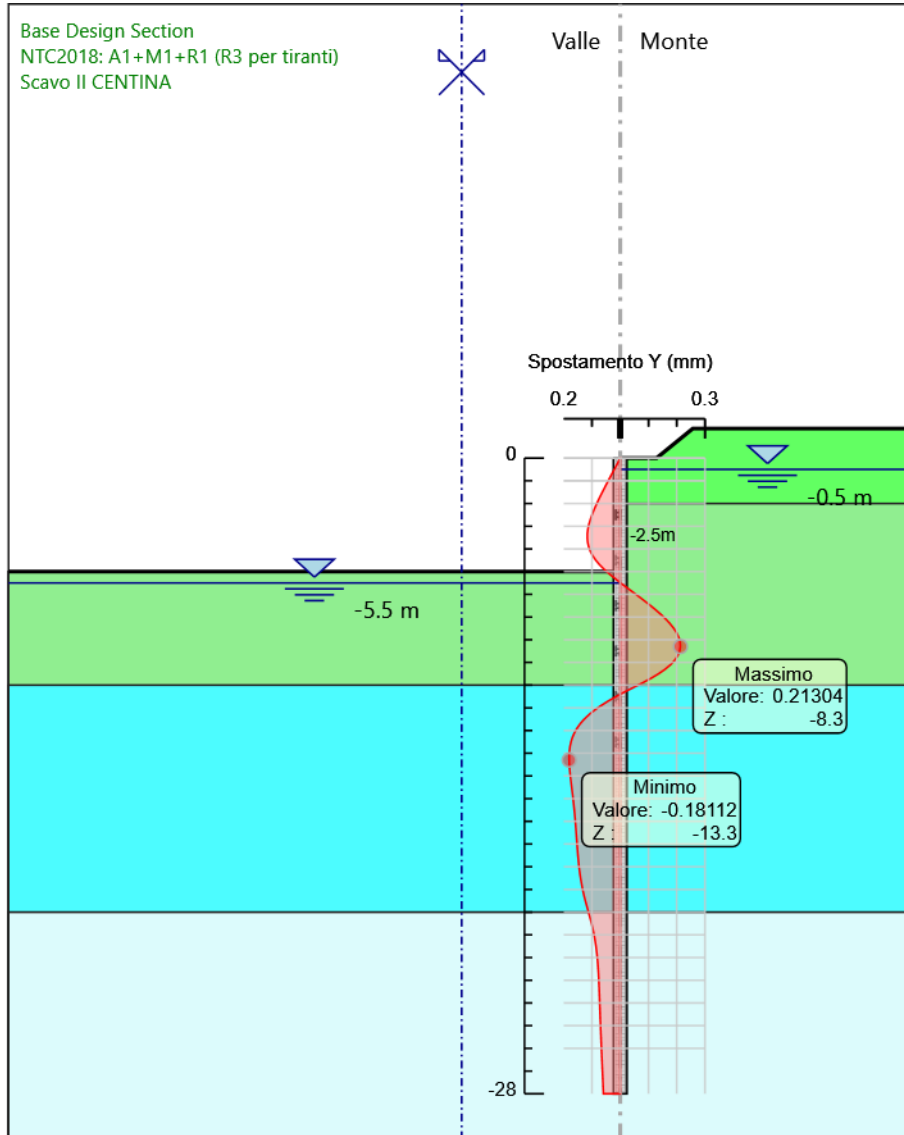 Base Design Section
NTC2018: A1+M1+R1 (R3 per tiranti)
Scavo II CENTINA
Valle Monte
Spostamento Y (mm)
0.2 0.3
0
-0.5 m
-2.5m
-5.5 m
Massimo
Valore: 0.21304
Z : -8.3
Minimo
Valore: -0.18112
Z : -13.3
-28